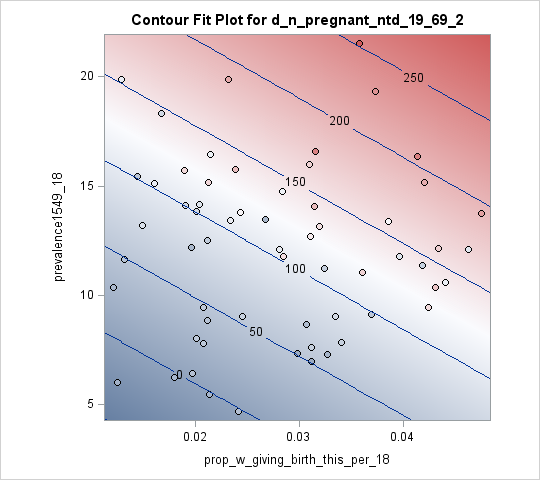 Contour Fit Plot for d_n_pregnant_ntd_19_69_2
250
20
200
prevalence1549_18
150
15
100
10
50
0
5
0.02 0.03 0.04
prop_w_giving_birth_this_per_18